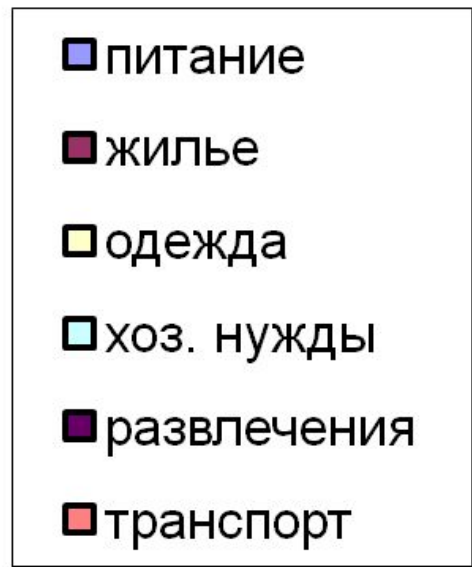 питание
жилье
одежда
хоз. нужды
развлечения
транспорт